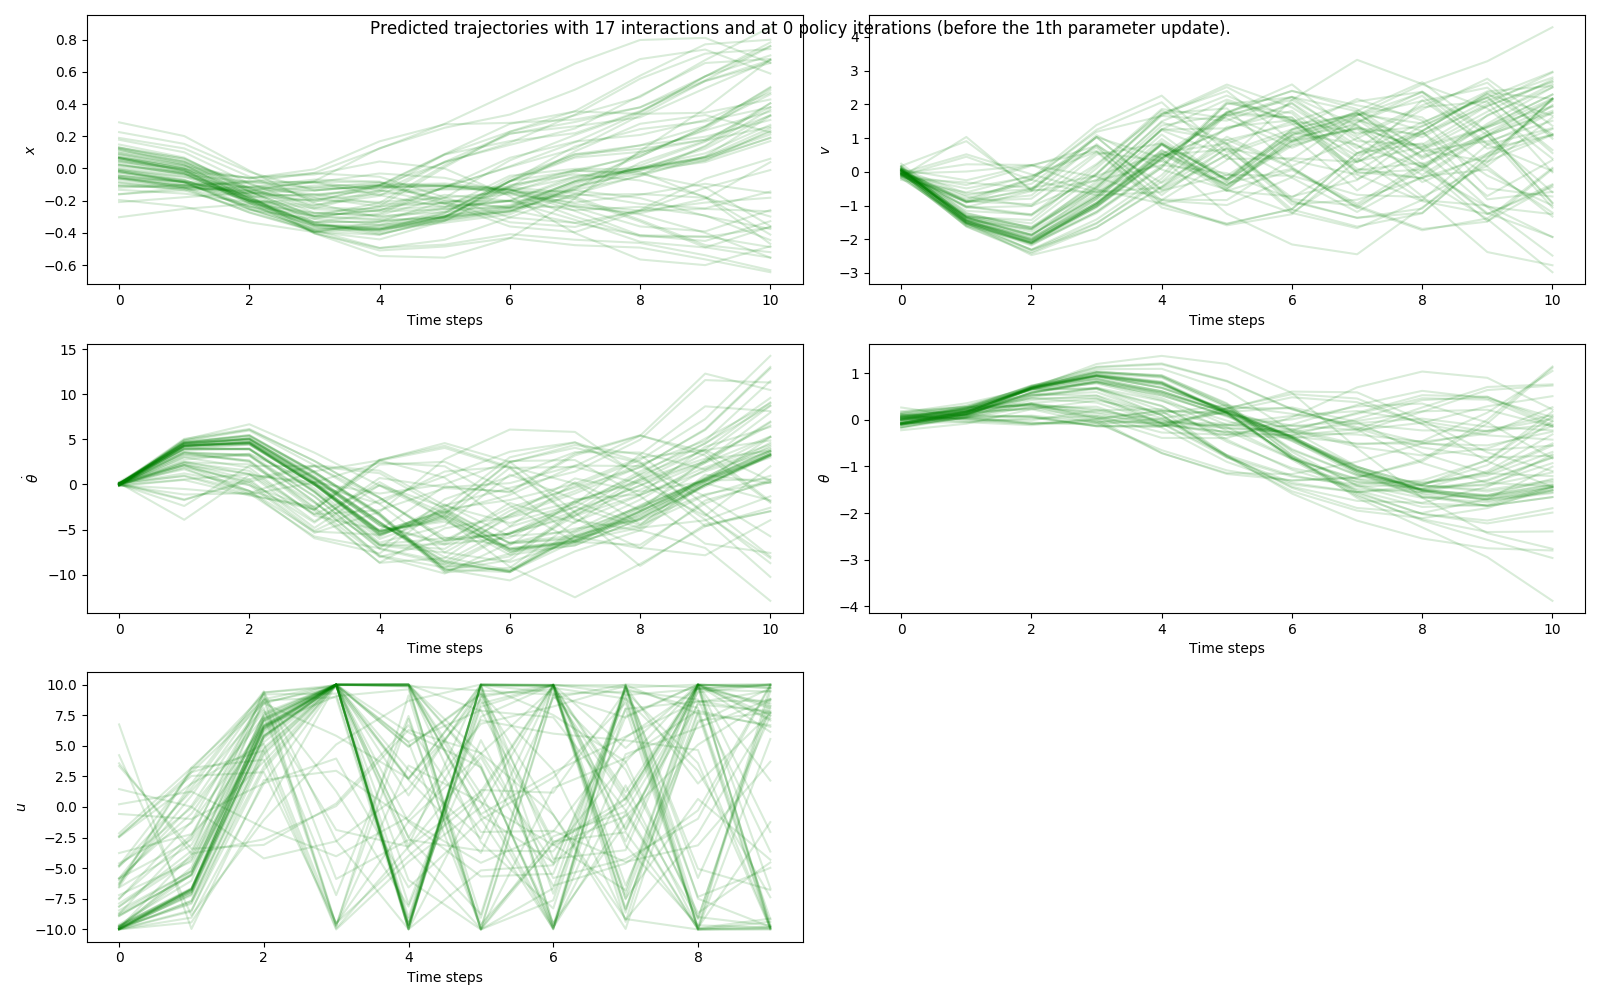 Predicted trajectories with 17 interactions and at 0 policy iterations (before the 1th parameter update).
0.8
0.6
0.4
0.2
0.0
−0.2
−0.4
−0.6
x
0 2 4 6 8 10
Time steps
4
3
2
1
0
−1
−2
−3
v
0 2 4 6 8 10
Time steps
15
10
5
0
−5
−10
θ̇
0 2 4 6 8 10
Time steps
1
0
−1
−2
−3
−4
θ
0 2 4 6 8 10
Time steps
10.0
7.5
5.0
2.5
0.0
−2.5
−5.0
−7.5
−10.0
u
0 2 4 6 8
Time steps